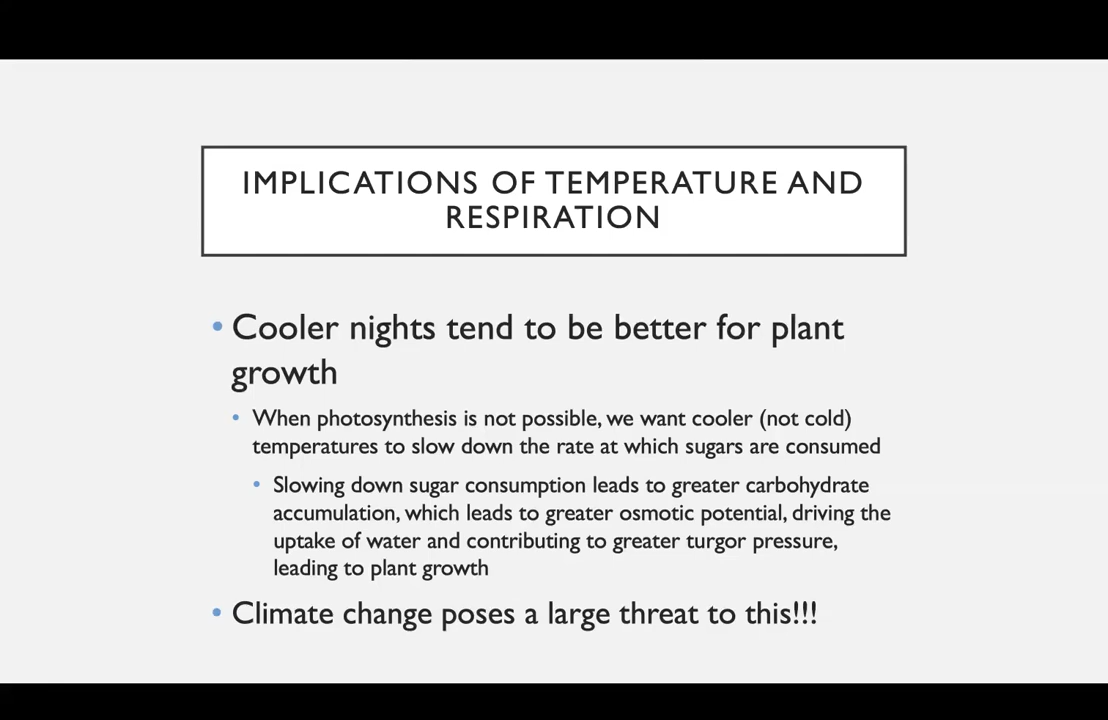 IMPLICATIONS OF TEMPERATURE AND
RESPIRATION
• Cooler nights tend to be better for plant
growth
• When photosynthesis is not possible, we want cooler (not cold)
temperatures to slow down the rate at which sugars are consumed
• Slowing down sugar consumption leads to greater carbohydrate
accumulation, which leads to greater osmotic potential, driving the
uptake of water and contributing to greater turgor pressure,
leading to plant growth
• Climate change poses a large threat to this!!!